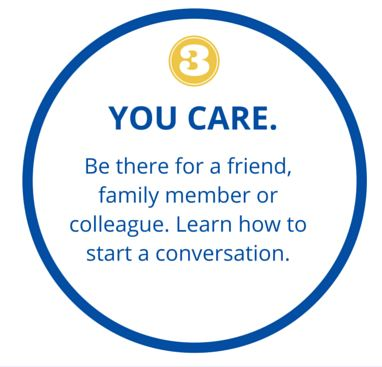 3
YOU CARE.
Be there for a friend,
family member or
colleague. Learn how to
start a conversation.